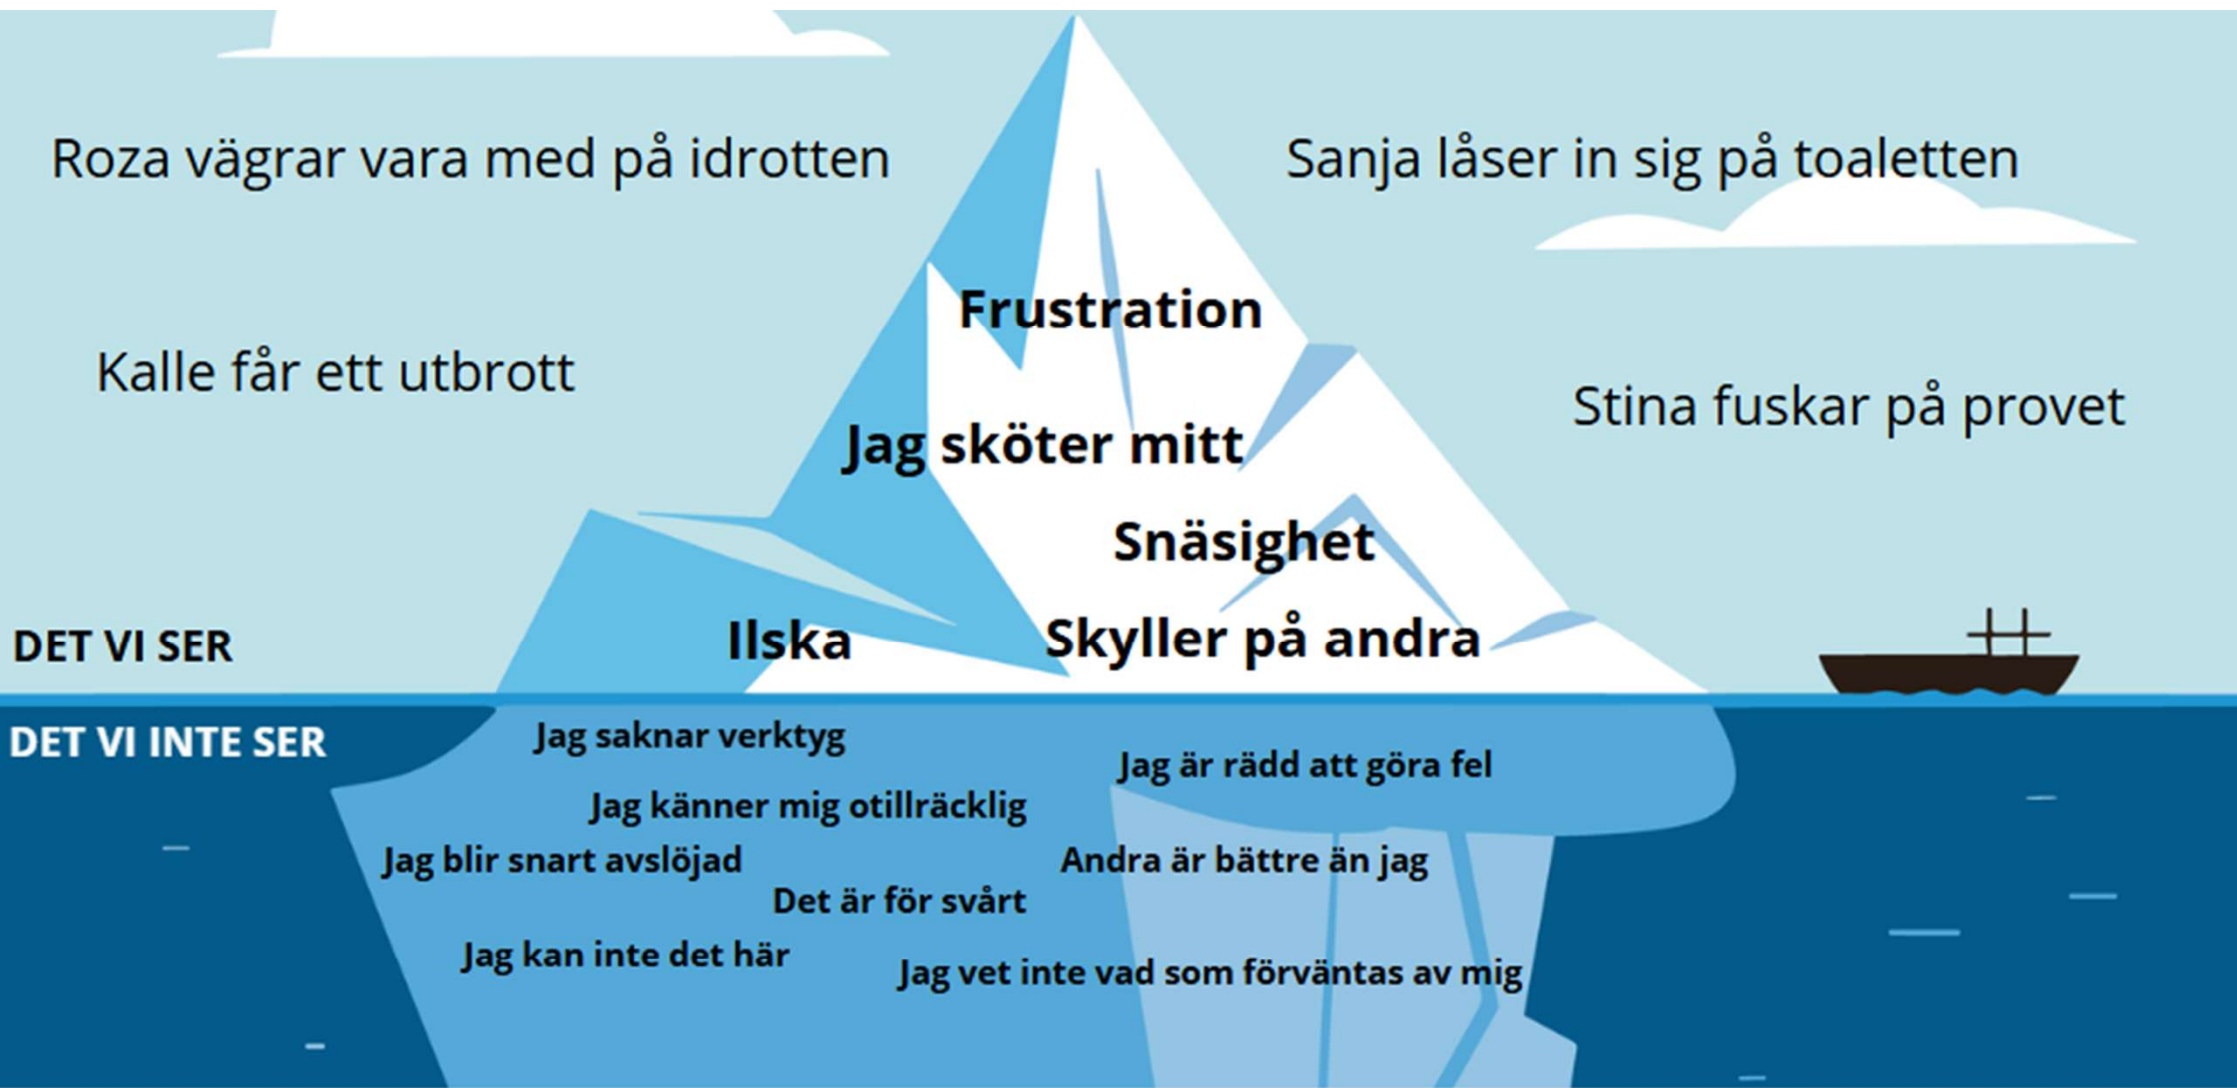 Roza vägrar vara med på idrotten
Sanja låser in sig på toaletten
Frustration
Kalle får ett utbrott
Stina fuskar på provet
Jag sköter mitt
Snäsighet
Ilska
Skyller på andra
DET VI SER
DET VI INTE SER
Jag saknar verktyg
Jag är rädd att göra fel
Jag känner mig otillräcklig
Jag blir snart avslöjad
Andra är bättre än jag
Det är för svårt
Jag kan inte det här
Jag vet inte vad som förväntas av mig